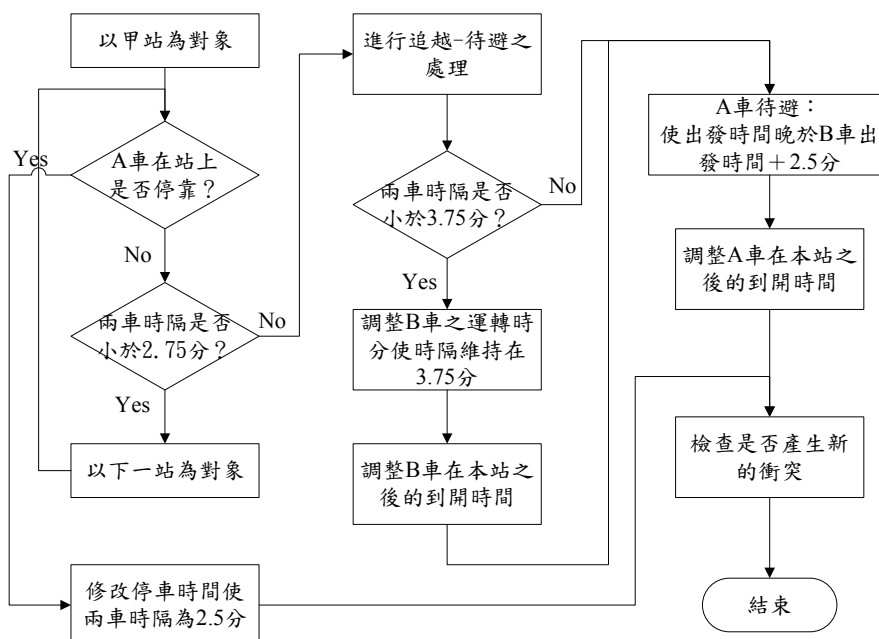 以甲站為對象
Yes
A車在站上
是否停靠？
No
兩車時隔是否
小於2.75分？
No
Yes
以下一站為對象
修改停車時間使
兩車時隔為2.5分
進行追越-待避之
處理
兩車時隔是否
小於3.75分？
No
Yes
調整B車之運轉時
分使時隔維持在
3.75分
調整B車在本站之
後的到開時間
A車待避：
使出發時間晚於B車出
發時間＋2.5分
調整A車在本站之
後的到開時間
檢查是否產生新
的衝突
結束